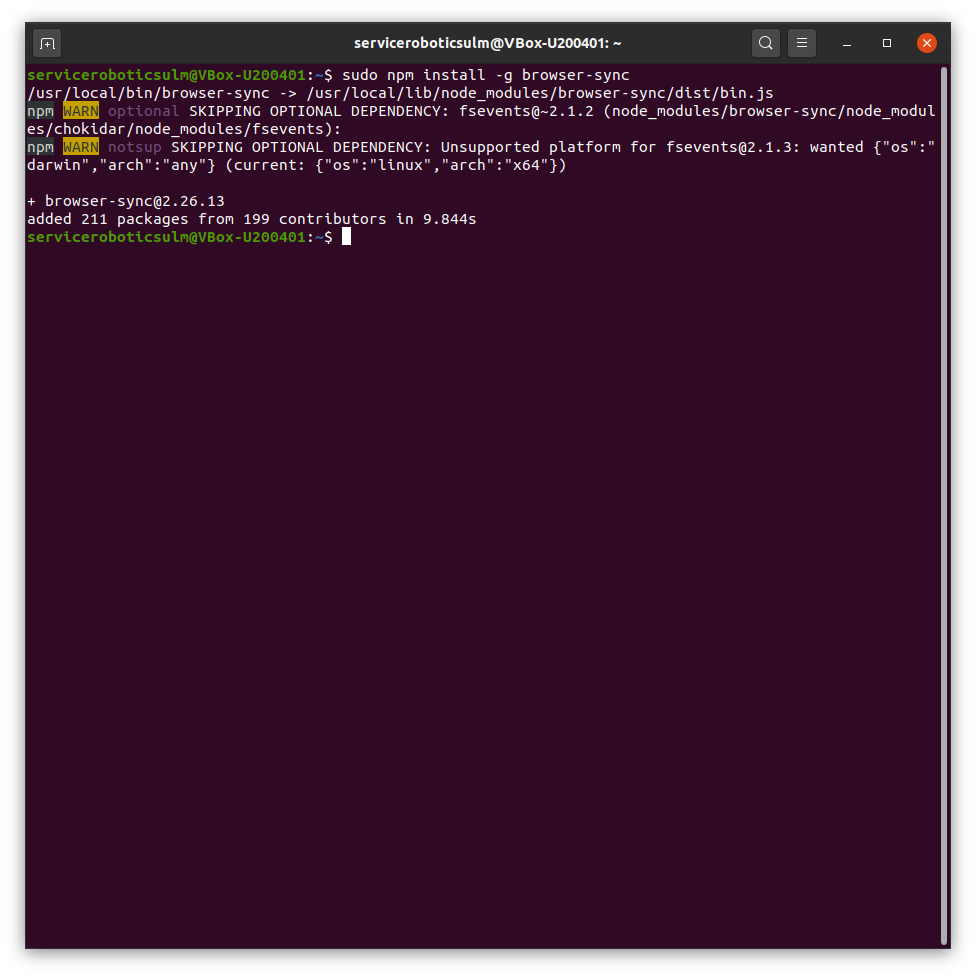 serviceroboticsulm@VBox-U200401: ~
serviceroboticsulm@VBox-U200401:~$ sudo npm install -g browser-sync
/usr/local/bin/browser-sync -> /usr/local/lib/node_modules/browser-sync/dist/bin.js
npm WARN optional SKIPPING OPTIONAL DEPENDENCY: fsevents@~2.1.2 (node_modules/browser-sync/node_modul
es/chokidar/node_modules/fsevents):
npm WARN notsup SKIPPING OPTIONAL DEPENDENCY: Unsupported platform for fsevents@2.1.3: wanted {"os":"
darwin","arch":"any"} (current: {"os":"linux","arch":"x64"})
+ browser-sync@2.26.13
added 211 packages from 199 contributors in 9.844s
serviceroboticsulm@VBox-U200401:~$